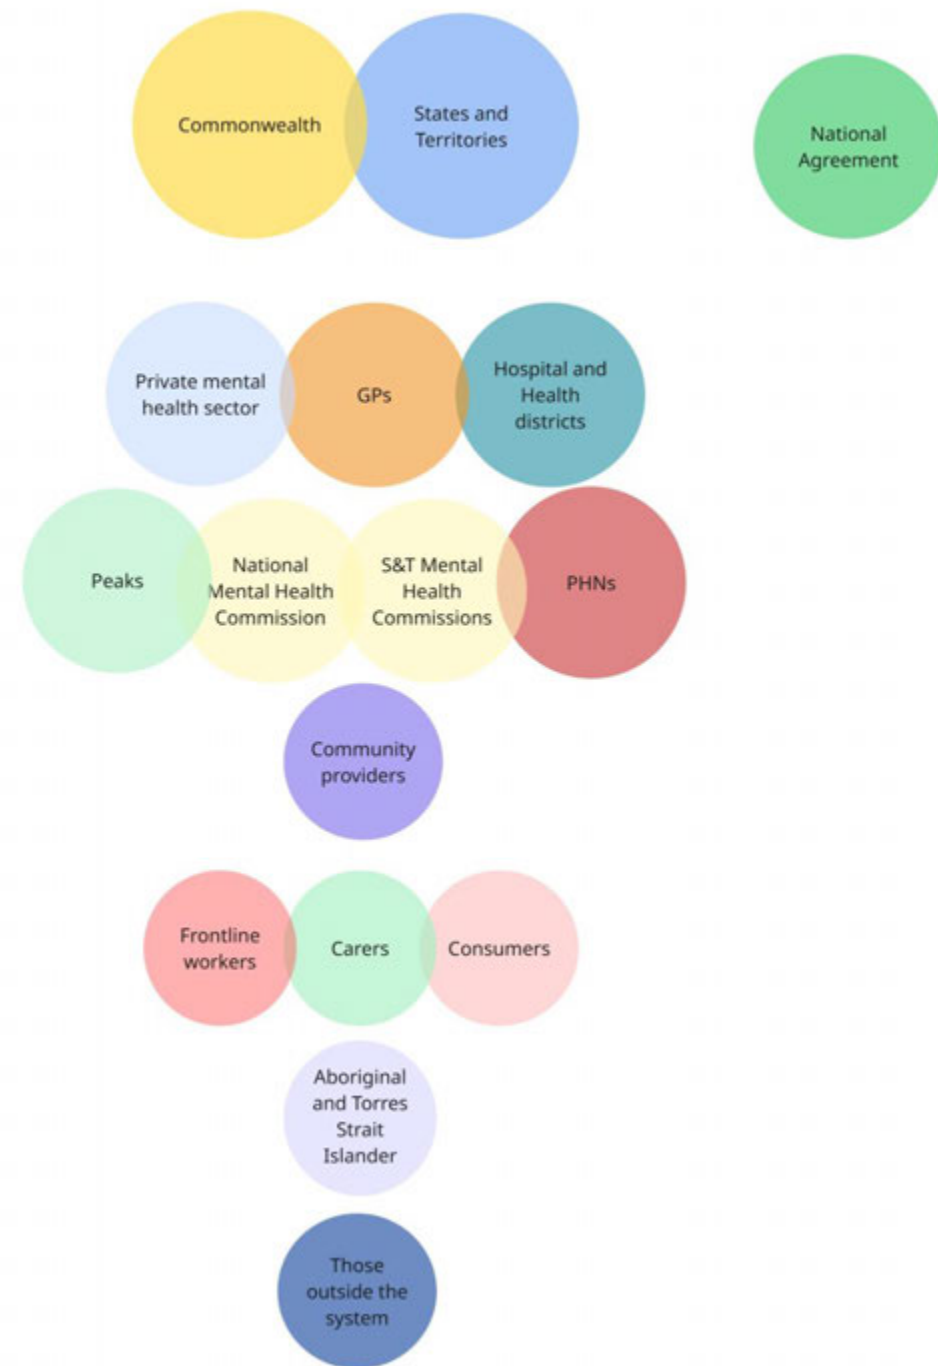 Commonwealth
States and
Territories
National
Agreement
Private mental
health sector
GPs
Hospital and
Health
districts
Peaks
National
Mental Health
Commission
S&T Mental
Health
Commissions
PHNs
Community
providers
Frontline
workers
Carers
Consumers
Aboriginal
and Torres
Strait
Islander
Those
outside the
system